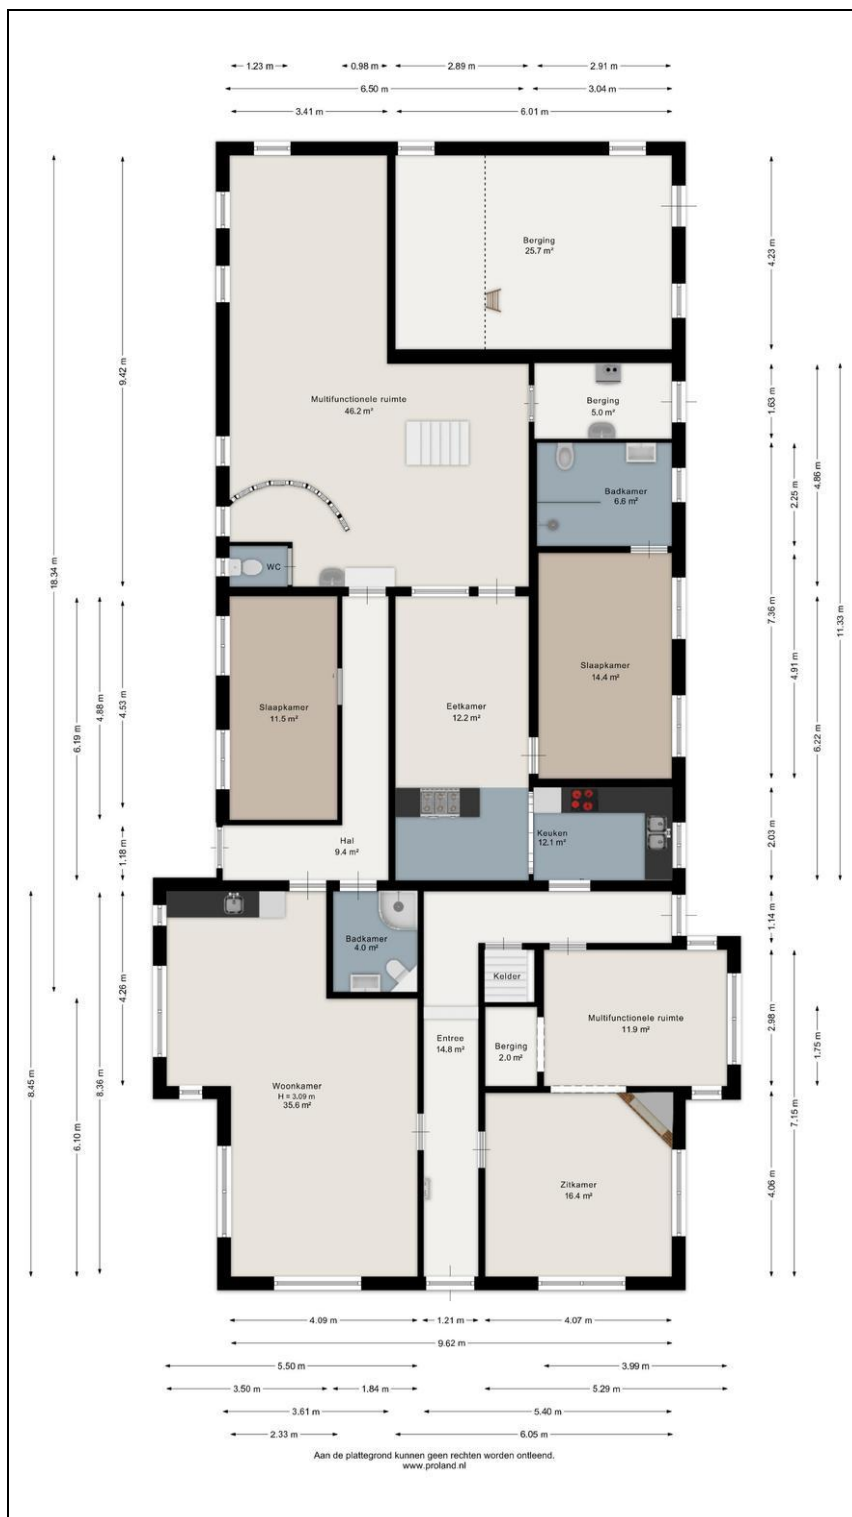 1.23 m 0.98 m 2.89 m 2.91 m
6.50 m 3.04 m
3.41 m 6.01 m
Berging
25.7 m²
4.23 m
9.42 m
Multifunctionele ruimte
46.2 m²
Berging
5.0 m²
1.63 m
Badkamer
6.6 m²
2.25 m
4.86 m
WC
18.34 m
11.33 m
7.36 m
Slaapkamer
14.4 m²
4.91 m
Slaapkamer
11.5 m²
Eetkamer
12.2 m²
4.53 m
4.88 m
6.19 m
6.22 m
Keuken
12.1 m²
2.03 m
Hal
9.4 m²
1.18 m
1.14 m
Badkamer
4.0 m²
Kelder
4.26 m
Multifunctionele ruimte
11.9 m²
2.98 m
1.75 m
Entree
14.8 m²
Berging
2.0 m²
Woonkamer
H = 3.09 m
35.6 m²
8.45 m
8.36 m
6.10 m
7.15 m
Zitkamer
16.4 m²
4.06 m
4.09 m 1.21 m 4.07 m
9.62 m
5.50 m 3.99 m
3.50 m 1.84 m 5.29 m
3.61 m 5.40 m
2.33 m 6.05 m
Aan de plattegrond kunnen geen rechten worden ontleend.
www.proland.nl